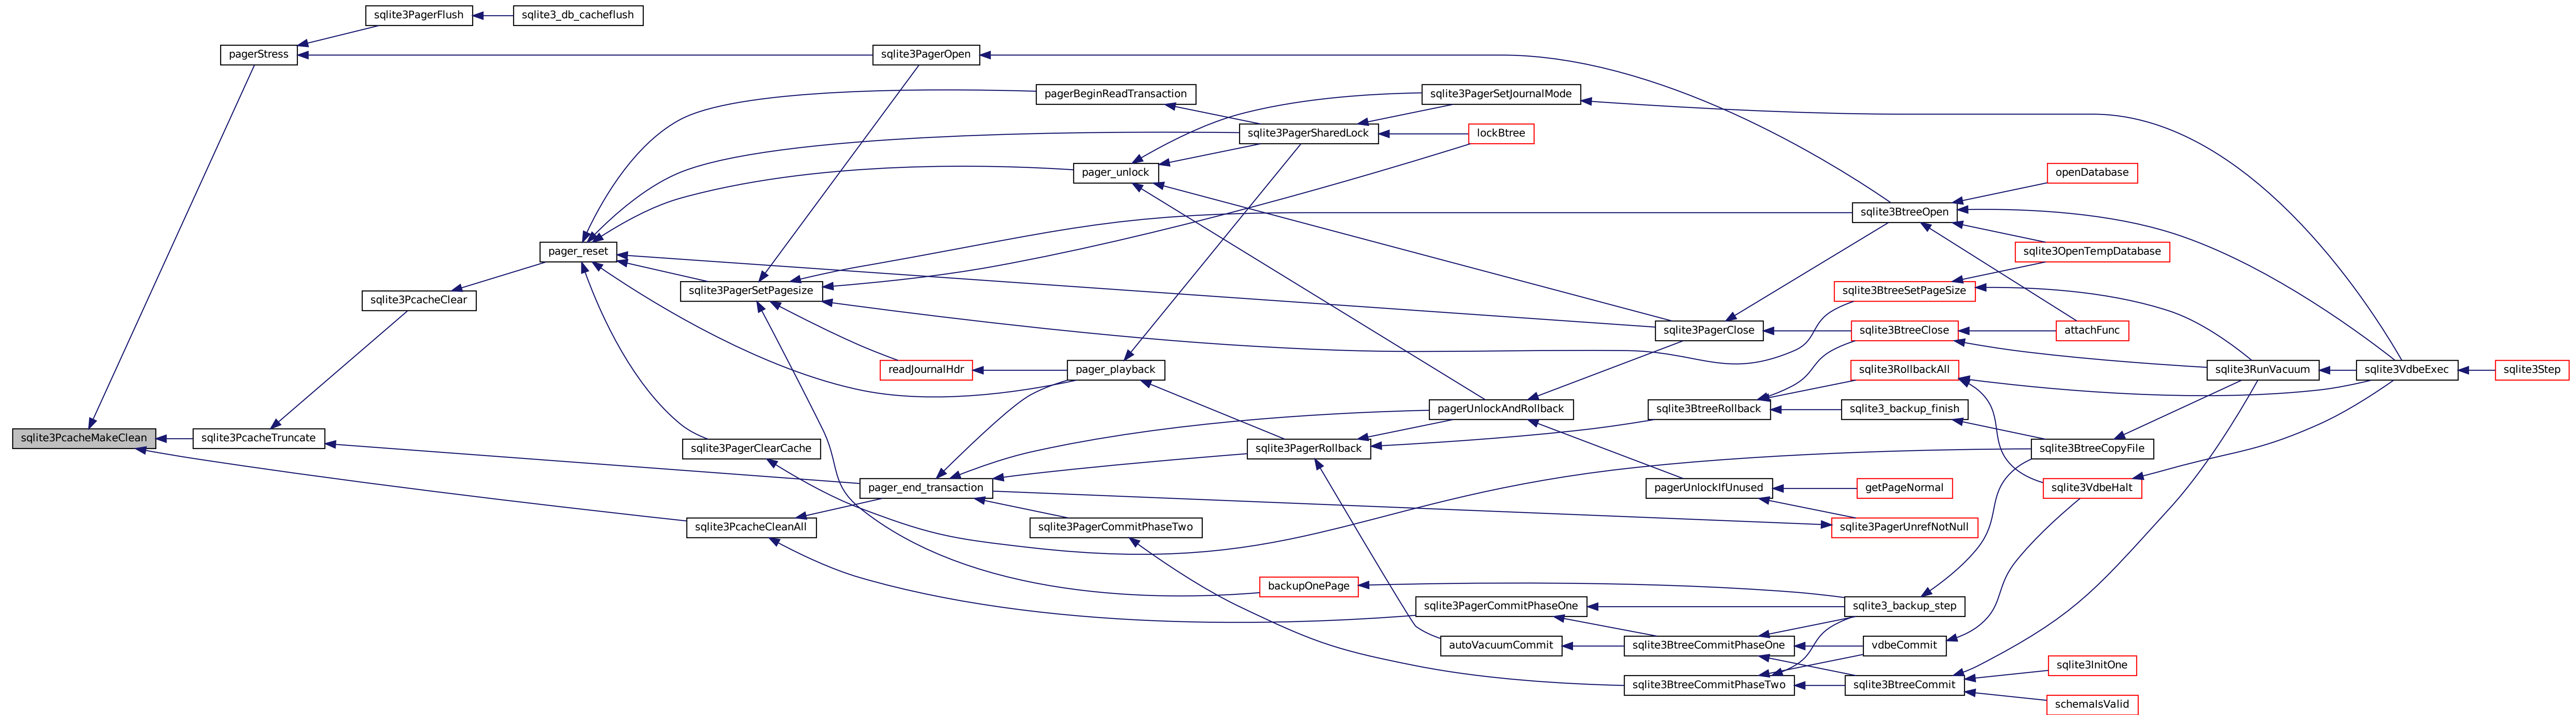 sqlite3PagerFlush
sqlite3_db_cacheflush
pagerStress
sqlite3PagerOpen
pagerBeginReadTransaction
sqlite3PagerSetJournalMode
sqlite3PagerSharedLock
lockBtree
pager_unlock
openDatabase
sqlite3BtreeOpen
pager_reset
sqlite3OpenTempDatabase
sqlite3PcacheClear
sqlite3PagerSetPagesize
sqlite3BtreeSetPageSize
sqlite3PagerClose
sqlite3BtreeClose
attachFunc
readJournalHdr
pager_playback
sqlite3RollbackAll
sqlite3RunVacuum
sqlite3VdbeExec
sqlite3Step
pagerUnlockAndRollback
sqlite3BtreeRollback
sqlite3_backup_finish
sqlite3PcacheMakeClean
sqlite3PcacheTruncate
sqlite3PagerClearCache
sqlite3PagerRollback
sqlite3BtreeCopyFile
pager_end_transaction
pagerUnlockIfUnused
getPageNormal
sqlite3VdbeHalt
sqlite3PcacheCleanAll
sqlite3PagerCommitPhaseTwo
sqlite3PagerUnrefNotNull
backupOnePage
sqlite3PagerCommitPhaseOne
sqlite3_backup_step
autoVacuumCommit
sqlite3BtreeCommitPhaseOne
vdbeCommit
sqlite3InitOne
sqlite3BtreeCommitPhaseTwo
sqlite3BtreeCommit
schemaIsValid